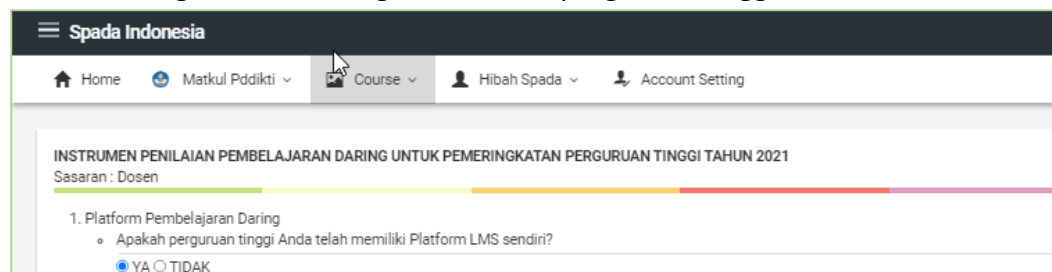 Spada Indonesia
Home Matkul Pddikti Course Hibah Spada Account Setting
INSTRUMEN PENILAIAN PEMBELAJARAN DARING UNTUK PEMERINGKATAN PERGURUAN TINGGI TAHUN 2021
Sasaran : Dosen
1. Platform Pembelajaran Daring
Apakah perguruan tinggi Anda telah memiliki Platform LMS sendiri?
YA TIDAK